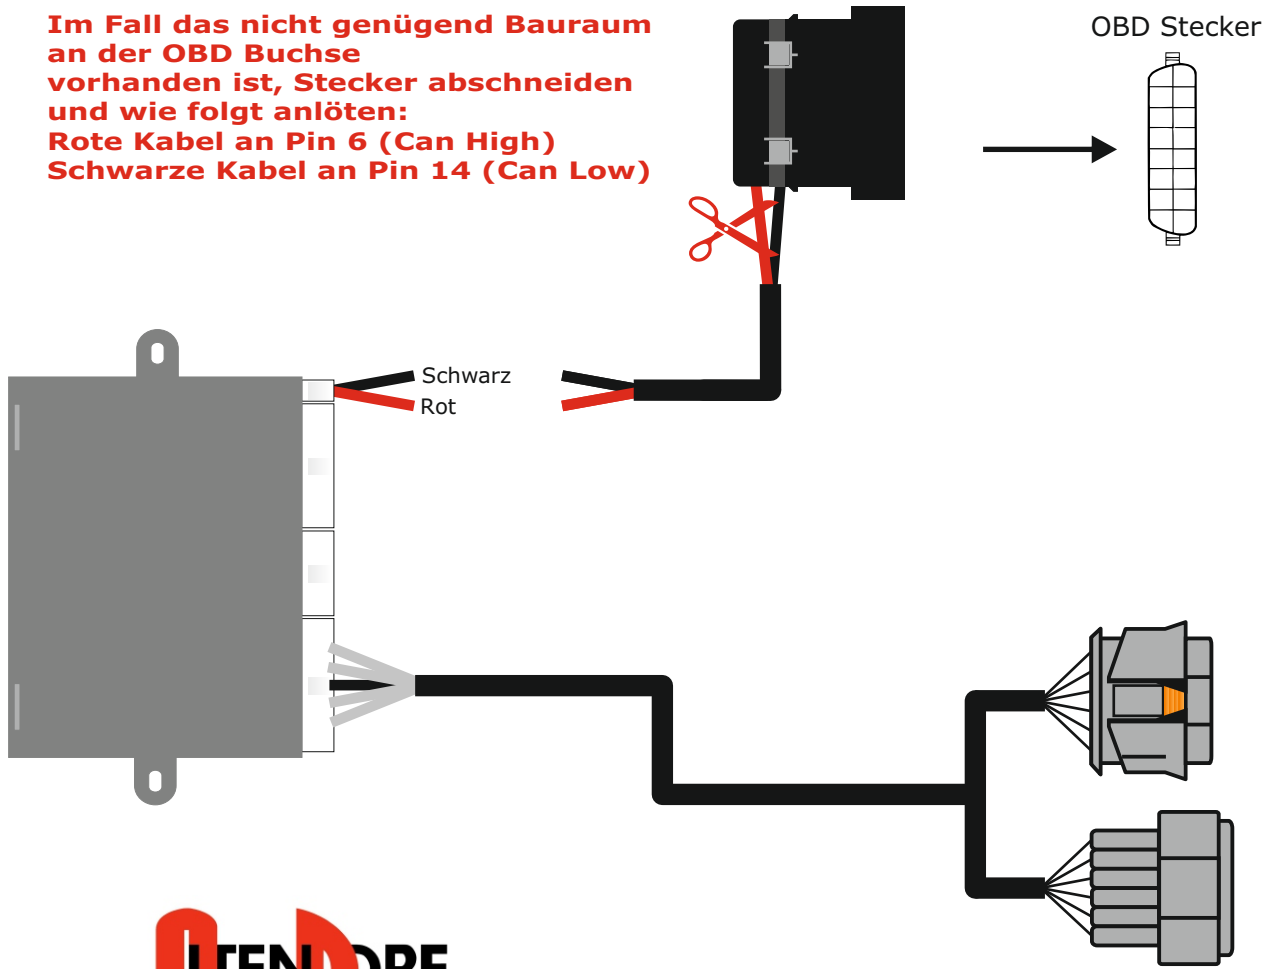 Im Fall das nicht genügend Bauraum
an der OBD Buchse
vorhanden ist, Stecker abschneiden
und wie folgt anlöten:
Rote Kabel an Pin 6 (Can High)
Schwarze Kabel an Pin 14 (Can Low)
OBD Stecker
Schwarz
Rot